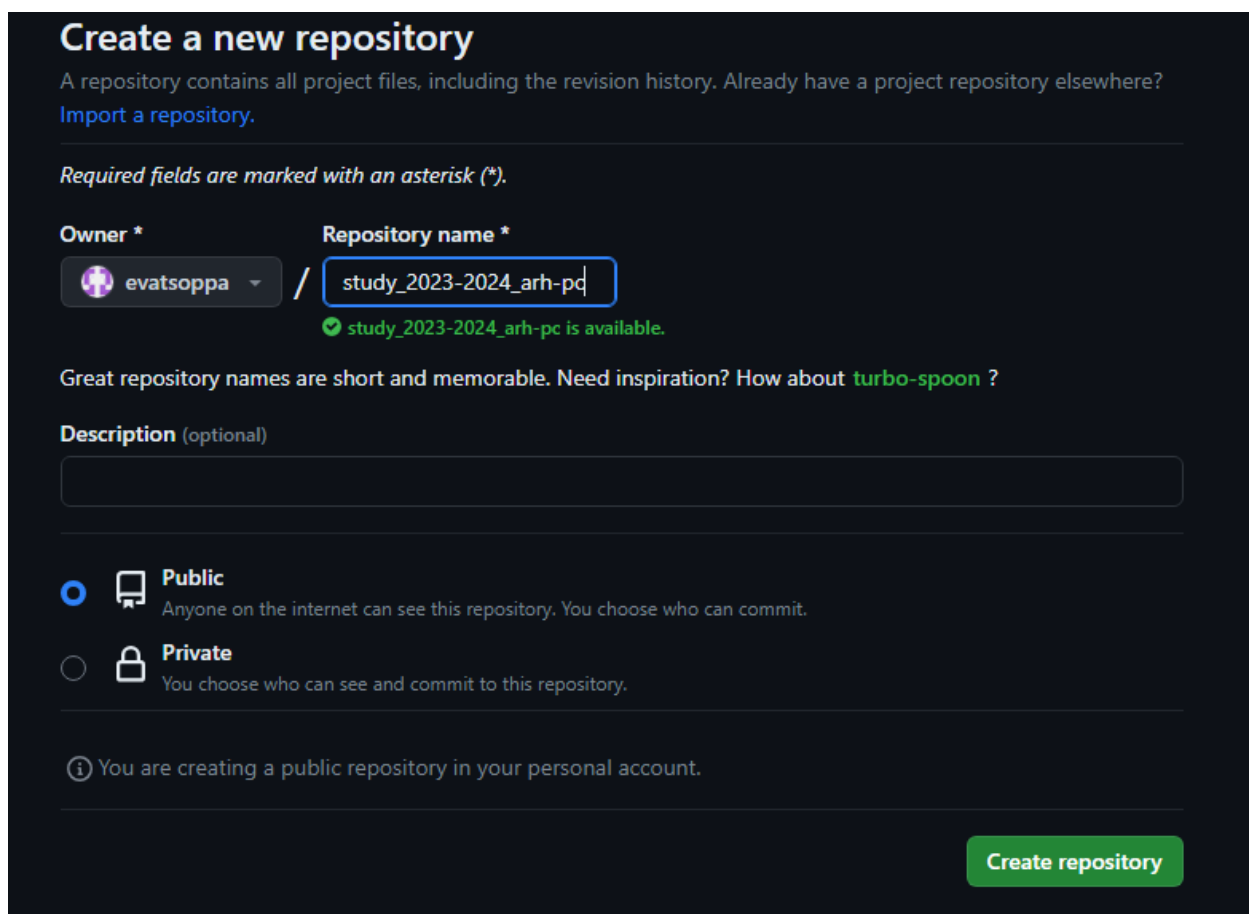 Create a new repository
A repository contains all project files, including the revision history. Already have a project repository elsewhere?
Import a repository.
Required fields are marked with an asterisk (*).
Owner * Repository name *
evatsoppa / study_2023-2024_arh-pc
study_2023-2024_arh-pc is available.
Great repository names are short and memorable. Need inspiration? How about turbo-spoon ?
Description (optional)
Public
Anyone on the internet can see this repository. You choose who can commit.
Private
You choose who can see and commit to this repository.
You are creating a public repository in your personal account.
Create repository